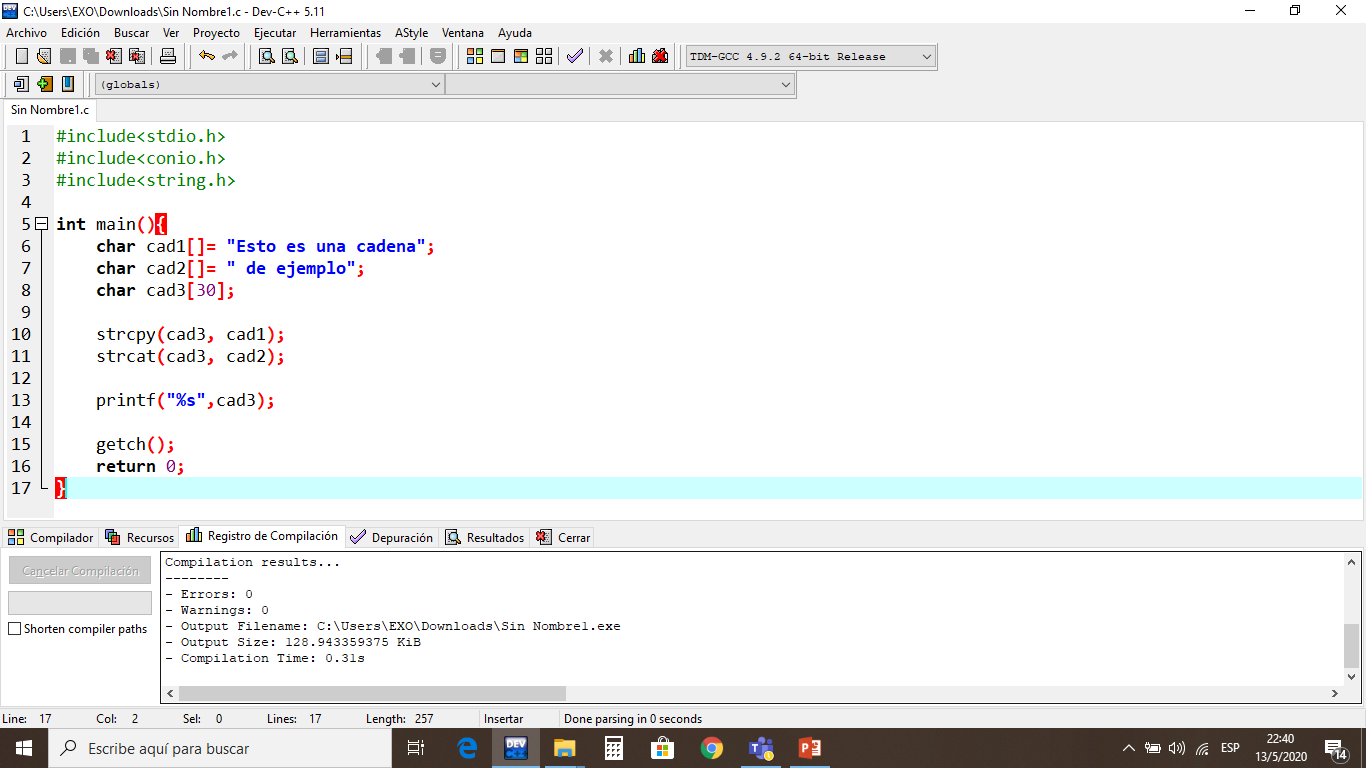 C:\Users\EXO\Downloads\Sin Nombre1.c - Dev-C++ 5.11
Archivo Edición Buscar Ver Proyecto Ejecutar Herramientas AStyle Ventana Ayuda
TDM-GCC 4.9.2 64-bit Release
(globals)
Sin Nombre1.c
1 #include<stdio.h>
2 #include<conio.h>
3 #include<string.h>
4
5 int main(){
6 char cad1[]= "Esto es una cadena";
7 char cad2[]= " de ejemplo";
8 char cad3[30];
9
10 strcpy(cad3, cad1);
11 strcat(cad3, cad2);
12
13 printf("%s",cad3);
14
15 getch();
16 return 0;
17 }
Compilador Recursos Registro de Compilación Depuración Resultados Cerrar
Cancelar Compilación
Shorten compiler paths
Compilation results...
--------
- Errors: 0
- Warnings: 0
- Output Filename: C:\Users\EXO\Downloads\Sin Nombre1.exe
- Output Size: 128.943359375 KiB
- Compilation Time: 0.31s
Line: 17 Col: 2 Sel: 0 Lines: 17 Length: 257 Insertar Done parsing in 0 seconds
Escribe aquí para buscar
DEV
ESP
22:40
13/5/2020
14